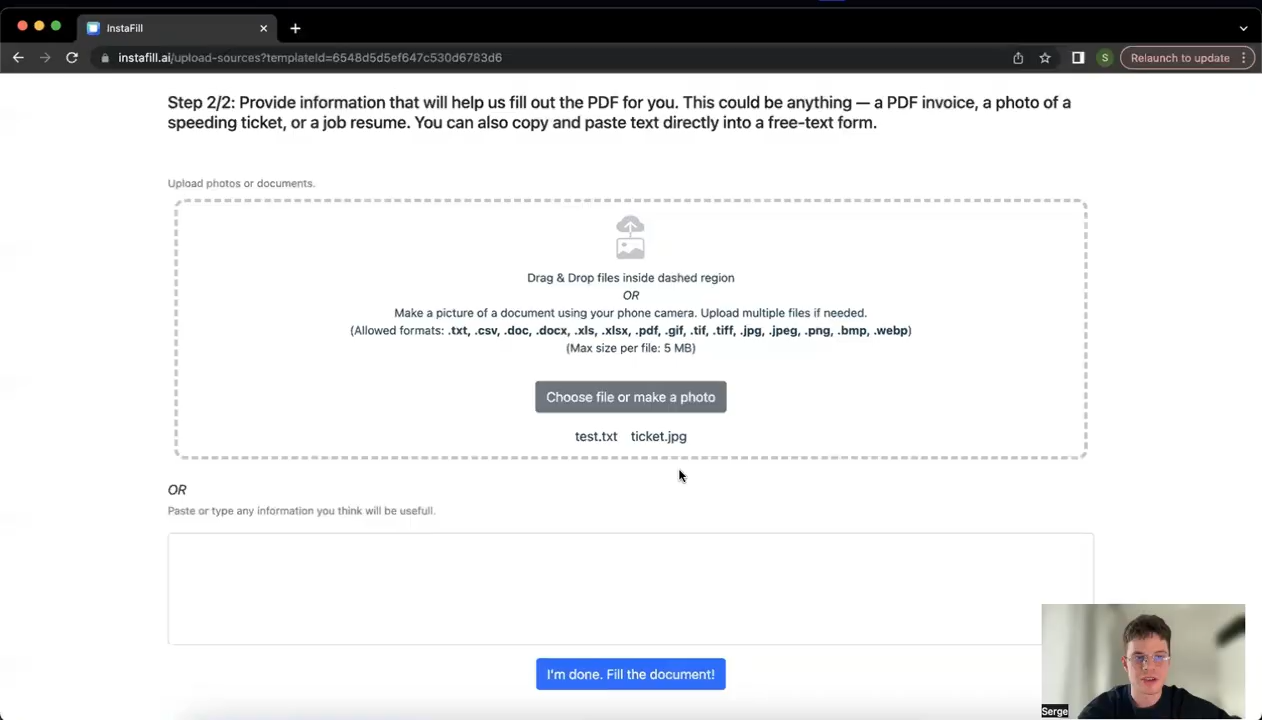 InstaFill
instafill.ai/upload-sources?templateId=6548d5d5ef647c530d6783d6
S
Relaunch to update
Step 2/2: Provide information that will help us fill out the PDF for you. This could be anything — a PDF invoice, a photo of a
speeding ticket, or a job resume. You can also copy and paste text directly into a free-text form.
Upload photos or documents.
Drag & Drop files inside dashed region
OR
Make a picture of a document using your phone camera. Upload multiple files if needed.
(Allowed formats: .txt, .csv, .doc, .docx, .xls, .xlsx, .pdf, .gif, .tif, .tiff, .jpg, .jpeg, .png, .bmp, .webp)
(Max size per file: 5 MB)
Choose file or make a photo
test.txt ticket.jpg
OR
Paste or type any information you think will be usefull.
I'm done. Fill the document!
Serge